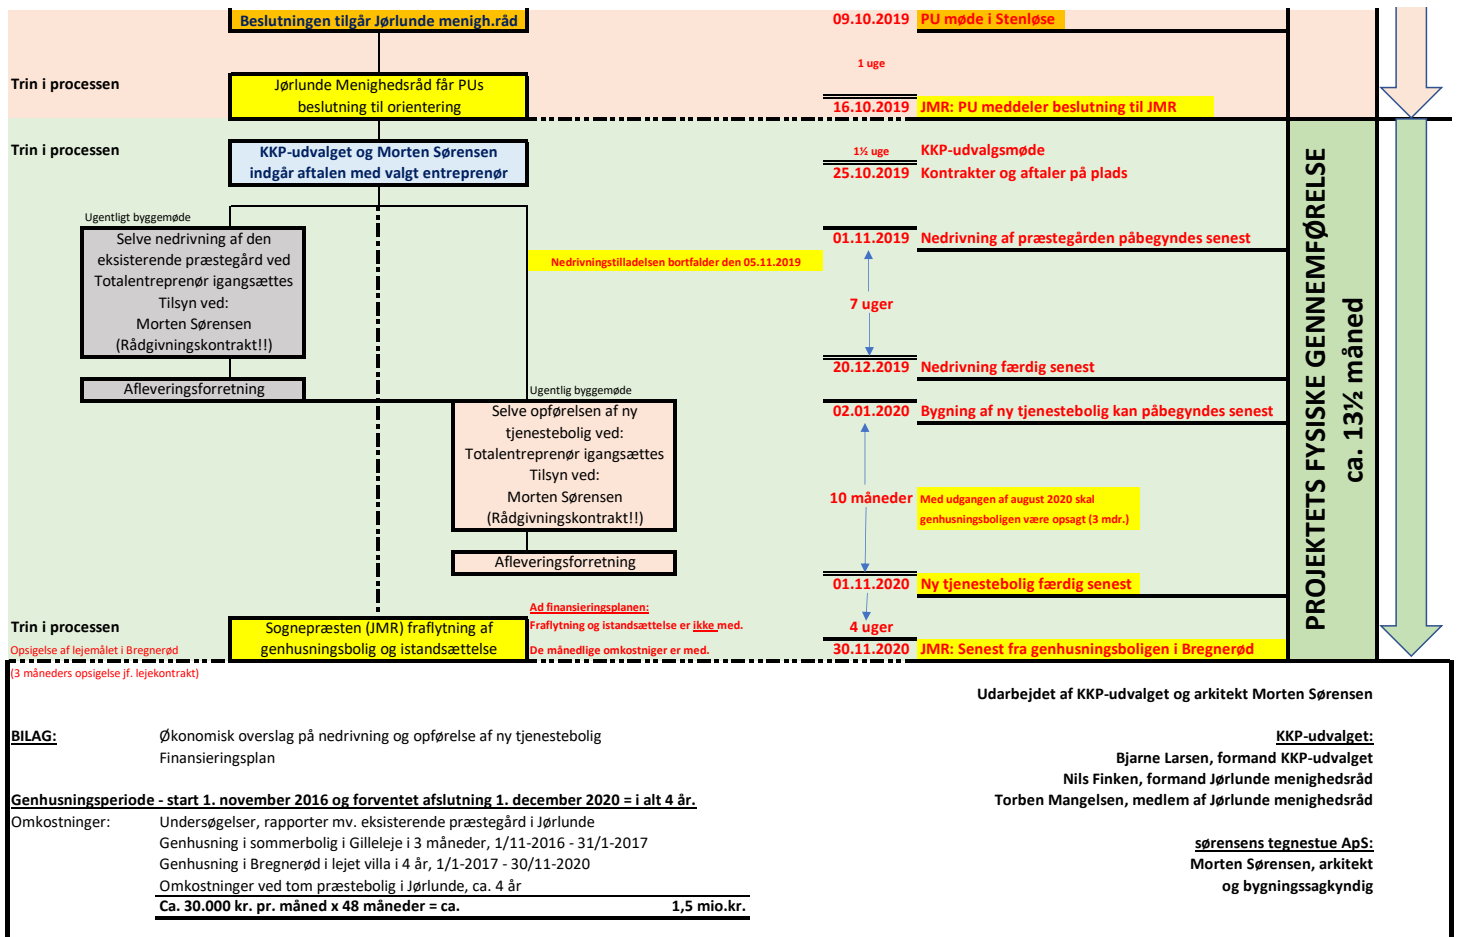 Beslutningen tilgår Jørlunde menigh.råd
09.10.2019 PU møde i Stenløse
1 uge
Trin i processen
Jørlunde Menighedsråd får PUs
beslutning til orientering
16.10.2019 JMR: PU meddeler beslutning til JMR
Trin i processen
KKP-udvalget og Morten Sørensen
indgår aftalen med valgt entreprenør
1½ uge KKP-udvalgsmøde
25.10.2019 Kontrakter og aftaler på plads
Ugentligt byggemøde
Selve nedrivning af den
eksisterende præstegård ved
Totalentreprenør igangsættes
Tilsyn ved:
Morten Sørensen
(Rådgivningskontrakt!!)
Afleveringsforretning
Nedrivningstilladelsen bortfalder den 05.11.2019
01.11.2019 Nedrivning af præstegården påbegyndes senest
7 uger
20.12.2019 Nedrivning færdig senest
Ugentlig byggemøde
Selve opførelsen af ny
tjenestebolig ved:
Totalentreprenør igangsættes
Tilsyn ved:
Morten Sørensen
(Rådgivningskontrakt!!)
Afleveringsforretning
02.01.2020 Bygning af ny tjenestebolig kan påbegyndes senest
10 måneder
Med udgangen af august 2020 skal
genhusningsboligen være opsagt (3 mdr.)
01.11.2020 Ny tjenestebolig færdig senest
PROJEKTETS FYSISKE GENNEMFØRELSE
ca. 13½ måned
Trin i processen
Opsigelse af lejemålet i Bregnerød
(3 måneders opsigelse jf. lejekontrakt)
Sognepræsten (JMR) fraflytning af
genhusningsbolig og istandsættelse
Ad finansieringsplanen:
Fraflytning og istandsættelse er ikke med.
De månedlige omkostniger er med.
4 uger
30.11.2020 JMR: Senest fra genhusningsboligen i Bregnerød
Udarbejdet af KKP-udvalget og arkitekt Morten Sørensen
BILAG: Økonomisk overslag på nedrivning og opførelse af ny tjenestebolig
Finansieringsplan
KKP-udvalget:
Bjarne Larsen, formand KKP-udvalget
Nils Finken, formand Jørlunde menighedsråd
Torben Mangelsen, medlem af Jørlunde menighedsråd
Genhusningsperiode - start 1. november 2016 og forventet afslutning 1. december 2020 = i alt 4 år.
Omkostninger: Undersøgelser, rapporter mv. eksisterende præstegård i Jørlunde
Genhusning i sommerbolig i Gilleleje i 3 måneder, 1/11-2016 - 31/1-2017
Genhusning i Bregnerød i lejet villa i 4 år, 1/1-2017 - 30/11-2020
Omkostninger ved tom præstebolig i Jørlunde, ca. 4 år
Ca. 30.000 kr. pr. måned x 48 måneder = ca. 1,5 mio.kr.
sørensens tegnestue ApS:
Morten Sørensen, arkitekt
og bygningssagkyndig